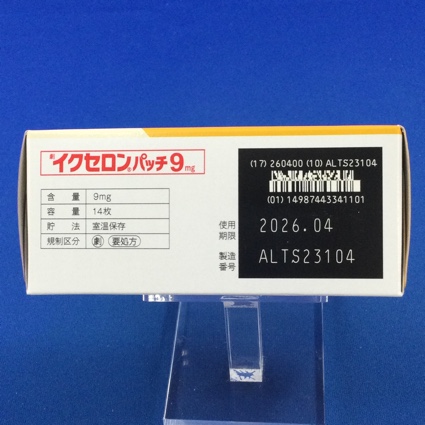 劇 イクセロン®パッチ9mg
含 量 9mg
容 量 14枚
貯 法 室温保存
規制区分 劇 要処方
(17) 260400 (10) ALTS23104
(01) 14987443341101
使用期限 2026.04
製造番号 ALTS23104